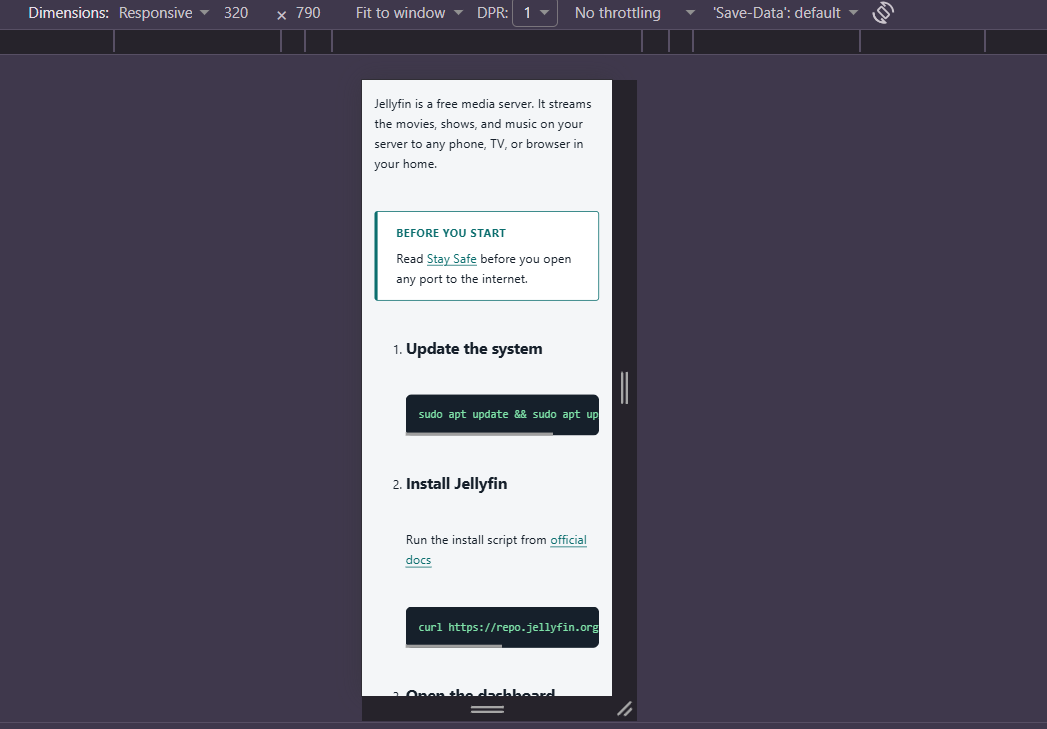 Dimensions: Responsive 320 × 790 Fit to window DPR: 1 No throttling 'Save-Data': default
Jellyfin is a free media server. It streams
the movies, shows, and music on your
server to any phone, TV, or browser in
your home.
BEFORE YOU START
Read Stay Safe before you open
any port to the internet.
1. Update the system
sudo apt update && sudo apt up
2. Install Jellyfin
Run the install script from official
docs
curl https://repo.jellyfin.org
3. Open the dashboard